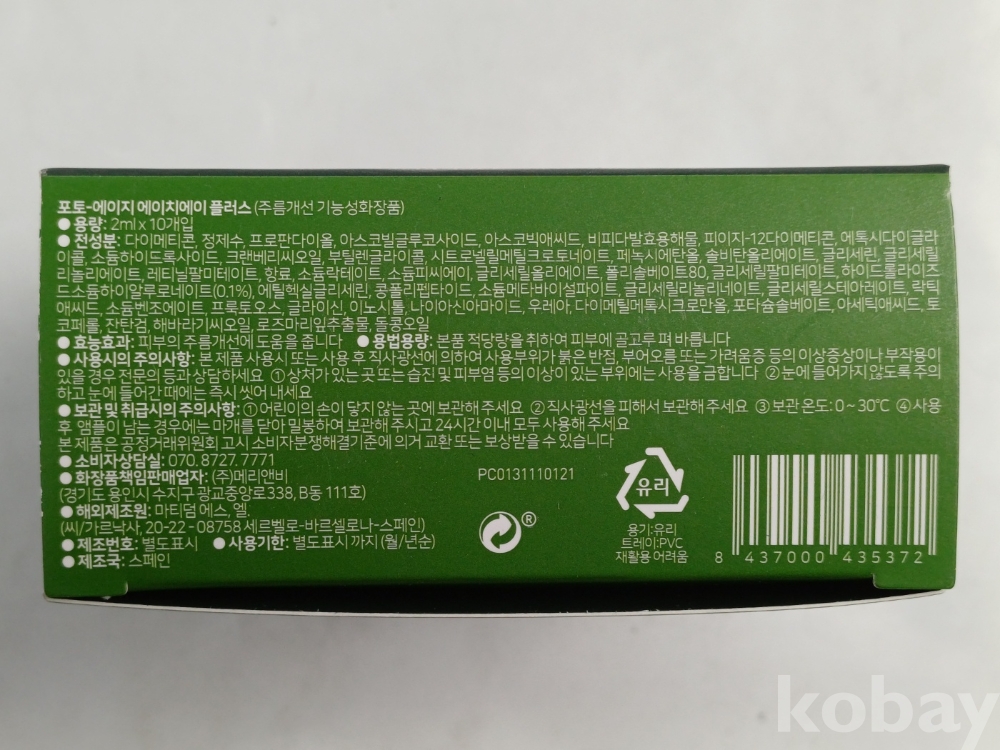 포토-에이지 에이치에이 플러스 (주름개선 기능성화장품)
● 용량: 2ml x 10개입
● 전성분: 다이메티콘, 정제수, 프로판다이올, 아스코빌글루코사이드, 아스코빅애씨드, 비피다발효용해물, 피이지-12다이메티콘, 에톡시다이글라
이콜, 소듐하이드록사이드, 크랜베리씨오일, 부틸렌글라이콜, 시트로넬릴메틸크로토네이트, 페녹시에탄올, 솔비탄올리에이트, 글리세린, 글리세릴
리놀리에이트, 레티닐팔미테이트, 향료, 소듐락테이트, 소듐피씨에이, 글리세릴올리에이트, 폴리솔베이트80, 글리세릴팔미테이트, 하이드롤라이즈
드소듐하이알루로네이트(0.1%), 에틸헥실글리세린, 콩폴리펩타이드, 소듐메타바이설파이트, 글리세릴리놀리네이트, 글리세릴스테아레이트, 락틱
애씨드, 소듐벤조에이트, 프룩토오스, 글라이신, 이노시톨, 나이아신아마이드, 우레아, 다이메틸메톡시크로만올, 포타슘솔베이트, 아세틱애씨드, 토
코페롤, 잔탄검, 해바라기씨오일, 로즈마리잎추출물, 돌콩오일
● 효능효과: 피부의 주름개선에 도움을 줍니다 ● 용법용량: 본품 적당량을 취하여 피부에 골고루 펴 바릅니다
● 사용시의 주의사항: 본 제품 사용시 또는 사용 후 직사광선에 의하여 사용부위가 붉은 반점, 부어오름 또는 가려움증 등의 이상증상이나 부작용이
있을 경우 전문의 등과 상담하세요 ① 상처가 있는 곳 또는 습진 및 피부염 등의 이상이 있는 부위에는 사용을 금합니다 ② 눈에 들어가지 않도록 주의
하고 눈에 들어간 때에는 즉시 씻어 내세요
● 보관 및 취급시의 주의사항: ① 어린이의 손이 닿지 않는 곳에 보관해 주세요 ② 직사광선을 피해서 보관해 주세요 ③ 보관 온도: 0~30℃ ④ 사용
후 앰플이 남는 경우에는 마개를 닫아 밀봉하여 보관해 주시고 24시간 이내 모두 사용해 주세요
본 제품은 공정거래위원회 고시 소비자분쟁해결기준에 의거 교환 또는 보상받을 수 있습니다
● 소비자상담실: 070. 8727. 7771
● 화장품책임판매업자: (주)메리앤비
(경기도 용인시 수지구 광교중앙로338, B동 111호)
● 해외제조원: 마티덤 에스, 엘,
(씨/가르낙사, 20-22 - 08758 세르벨로-바르셀로나-스페인)
● 제조번호: 별도표시 ● 사용기한: 별도표시 까지 (월/년순)
● 제조국: 스페인
PC0131110121
®
유리
용기:유리
트레이:PVC
재활용 어려움
8 437000 435372
kobay